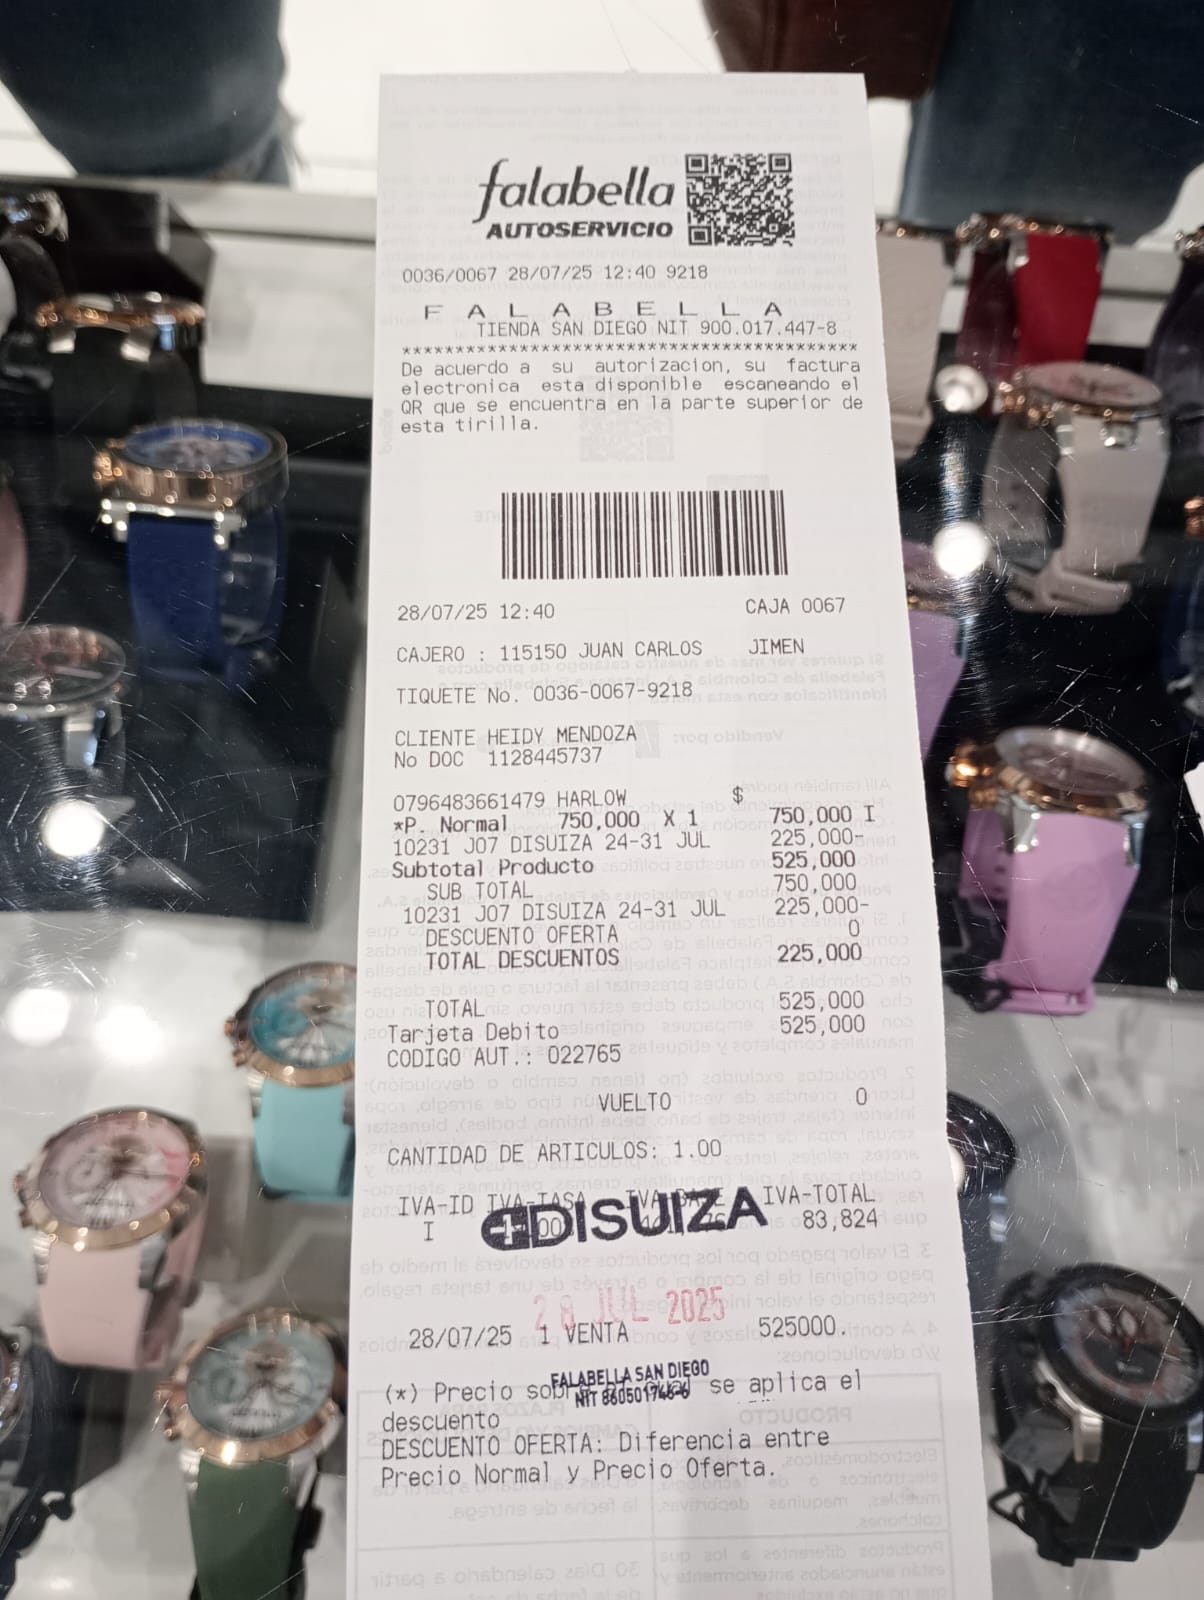 falabella
AUTOSERVICIO
0036/0067 28/07/25 12:40 9218
F A L A B E L L A
TIENDA SAN DIEGO NIT 900.017.447-8
******************************************
De acuerdo a su autorizacion, su factura
electronica esta disponible escaneando el
QR que se encuentra en la parte superior de
esta tirilla.
28/07/25 12:40 CAJA 0067
CAJERO : 115150 JUAN CARLOS JIMEN
TIQUETE No. 0036-0067-9218
CLIENTE HEIDY MENDOZA
No DOC 1128445737
0796483661479 HARLOW $
*P. Normal 750,000 X 1 750,000 I
10231 J07 DISUIZA 24-31 JUL 225,000-
Subtotal Producto 525,000
SUB TOTAL 750,000
10231 J07 DISUIZA 24-31 JUL 225,000-
DESCUENTO OFERTA 0
TOTAL DESCUENTOS 225,000
TOTAL 525,000
Tarjeta Debito 525,000
CODIGO AUT.: 022765
VUELTO 0
CANTIDAD DE ARTICULOS: 1.00
IVA-ID IVA-TASA IVA-BASE IVA-TOTAL
I 83,824
DISUIZA
28 JUL 2025
28/07/25 1 VENTA 525000.
FALABELLA SAN DIEGO
NIT 860501746-6
(*) Precio sobre se aplica el
descuento
DESCUENTO OFERTA: Diferencia entre
Precio Normal y Precio Oferta.